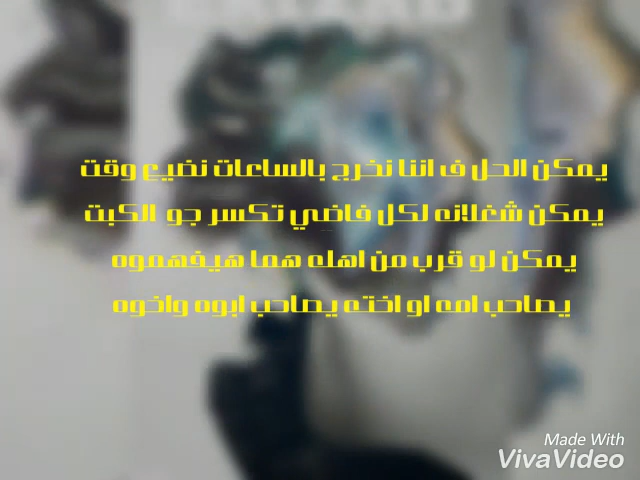 يمكن الحل ف اننا نخرج بالساعات نضيع وقت
يمكن شغلانه لكل فاضي تكسر جو الكبت
يمكن لو قرب من اهله هما هيفهموه
يصاحب امه او اخته يصاحب ابوه واخوه
Made With
VivaVideo